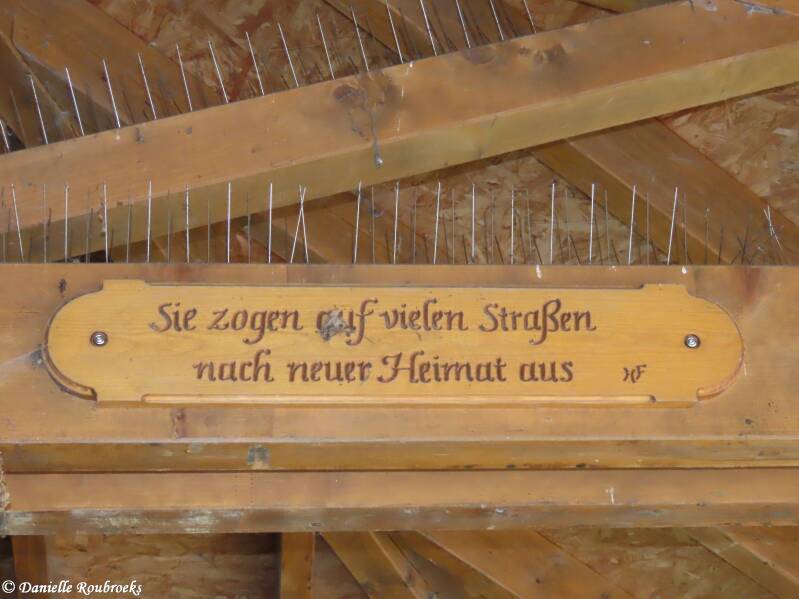 Sie zogen auf vielen Straßen
nach neuer Heimat aus HF
© Danielle Roubroeks